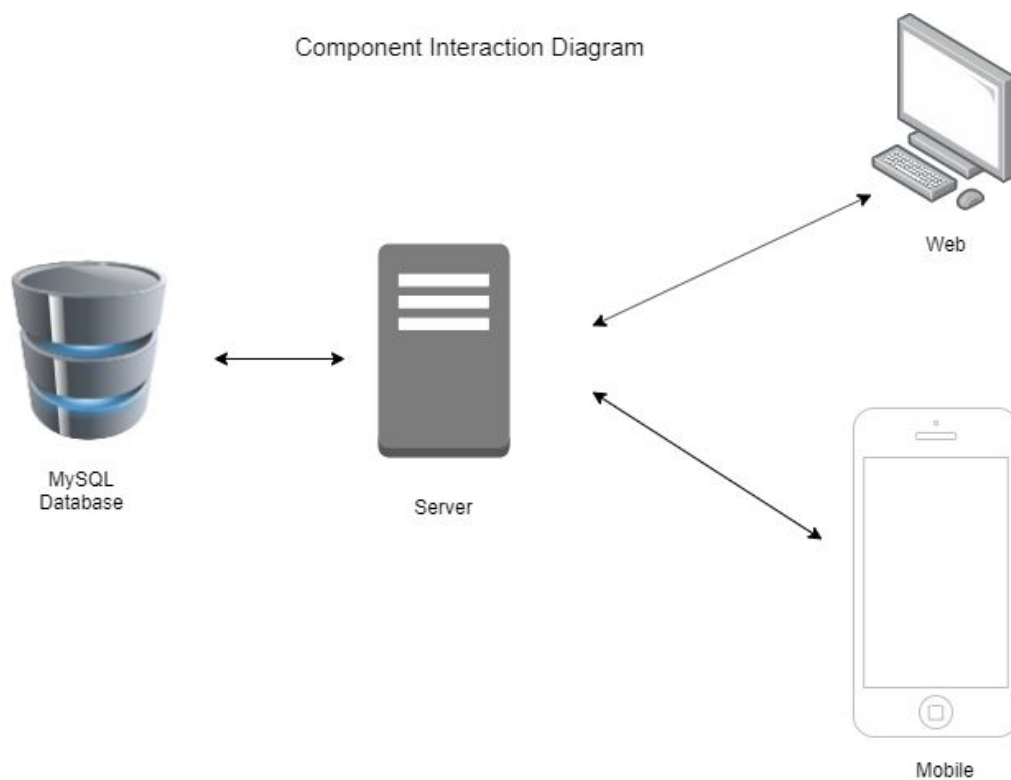 Component Interaction Diagram
Web
MySQL
Database
Server
Mobile